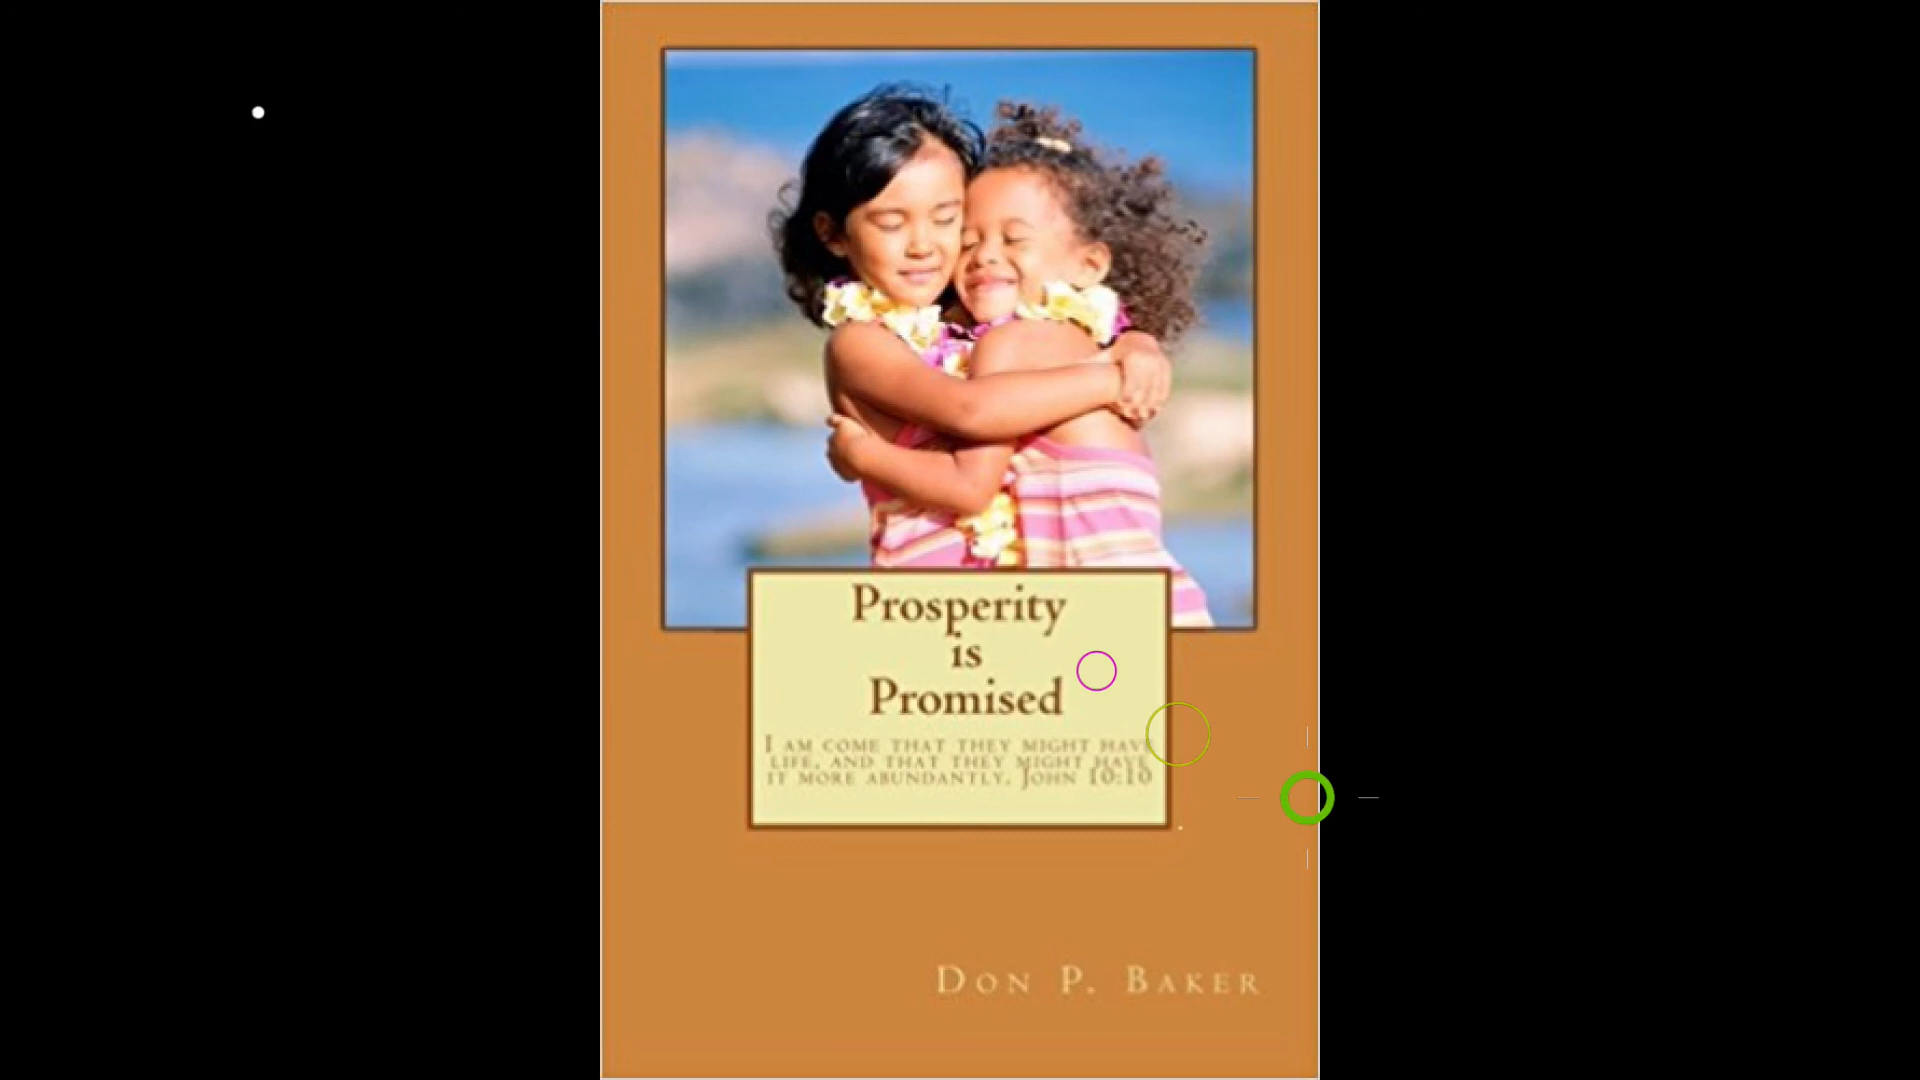 Prosperity
is
Promised
I am come that they might have
life, and that they might have
it more abundantly. John 10:10
Don P. Baker